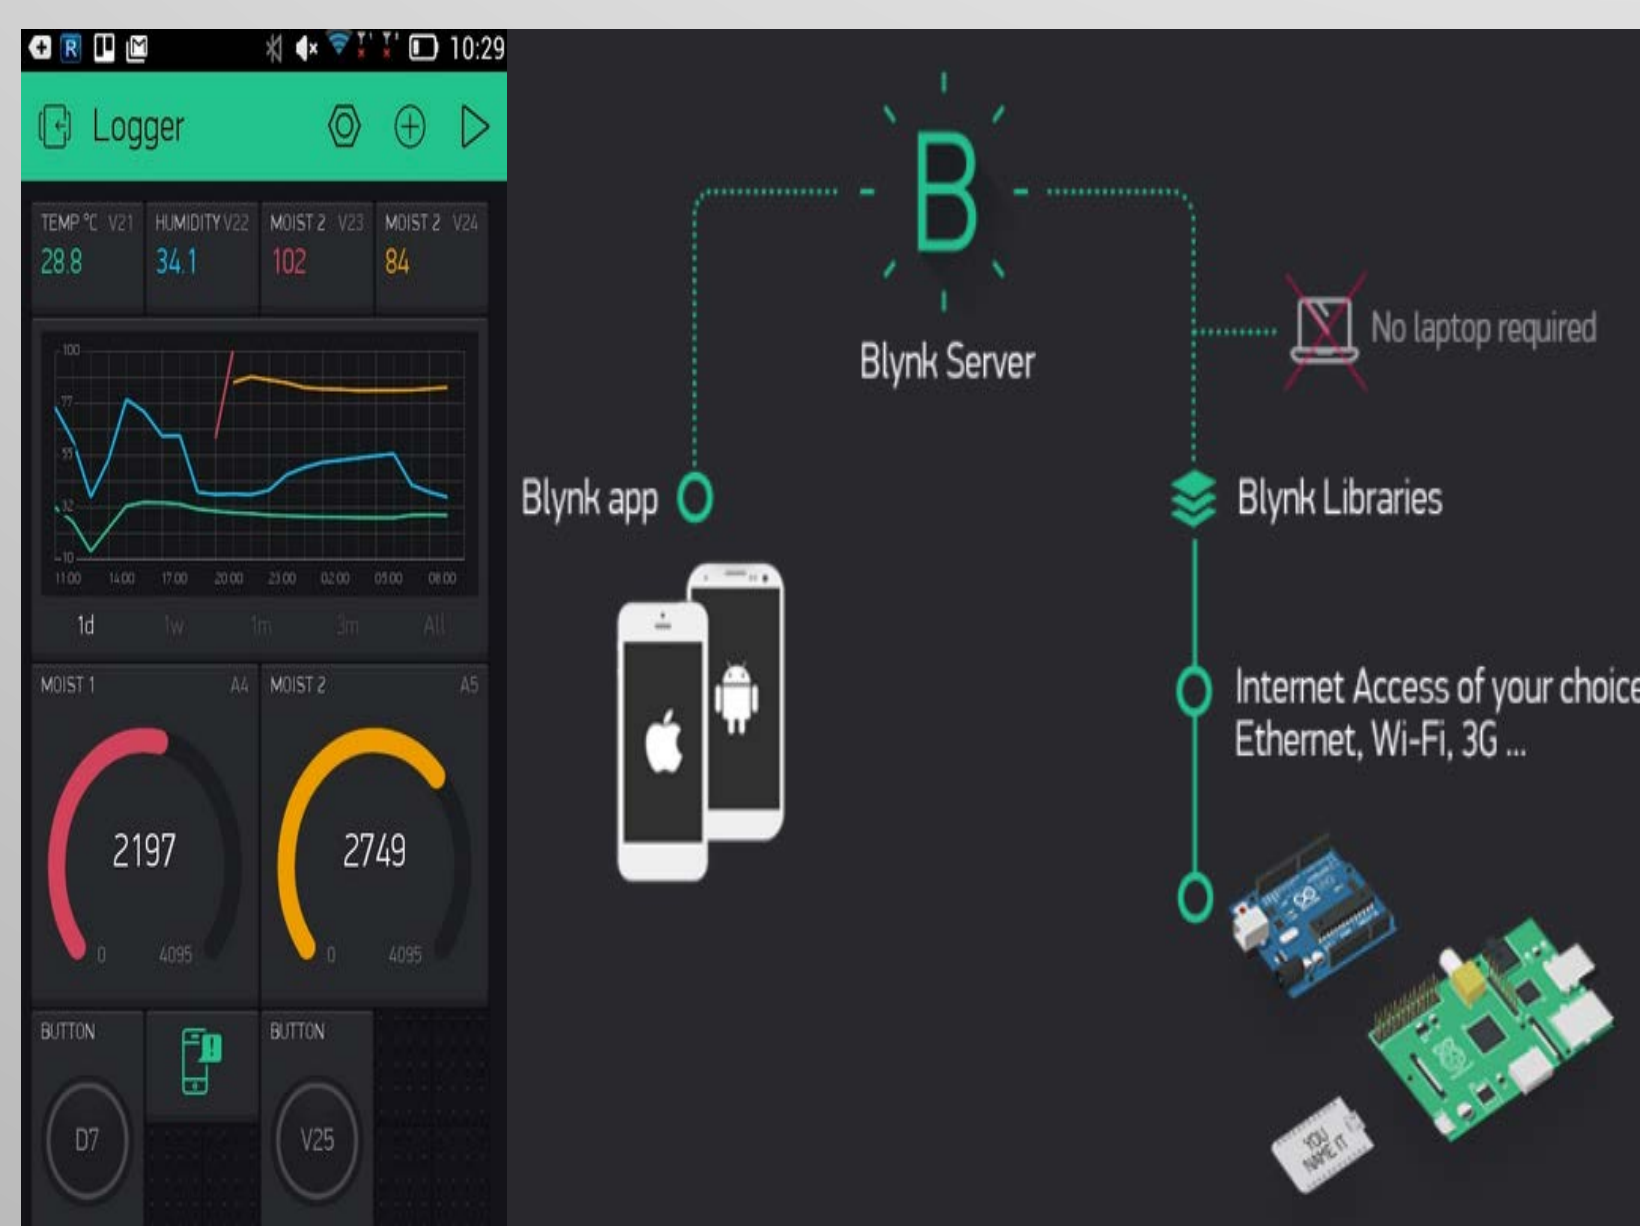 R
10:29
Logger
TEMP °C V21
28.8
HUMIDITY V22
34.1
MOIST 2 V23
102
MOIST 2 V24
84
100
77
55
32
10
11:00 14:00 17:00 20:00 23:00 02:00 05:00 08:00
1d 1w 1m 3m All
MOIST 1 A4
2197
0 4095
MOIST 2 A5
2749
0 4095
BUTTON
D7
BUTTON
V25
B
Blynk Server
No laptop required
Blynk app
Blynk Libraries
Internet Access of your choice
Ethernet, Wi-Fi, 3G ...
YOU
NAME IT